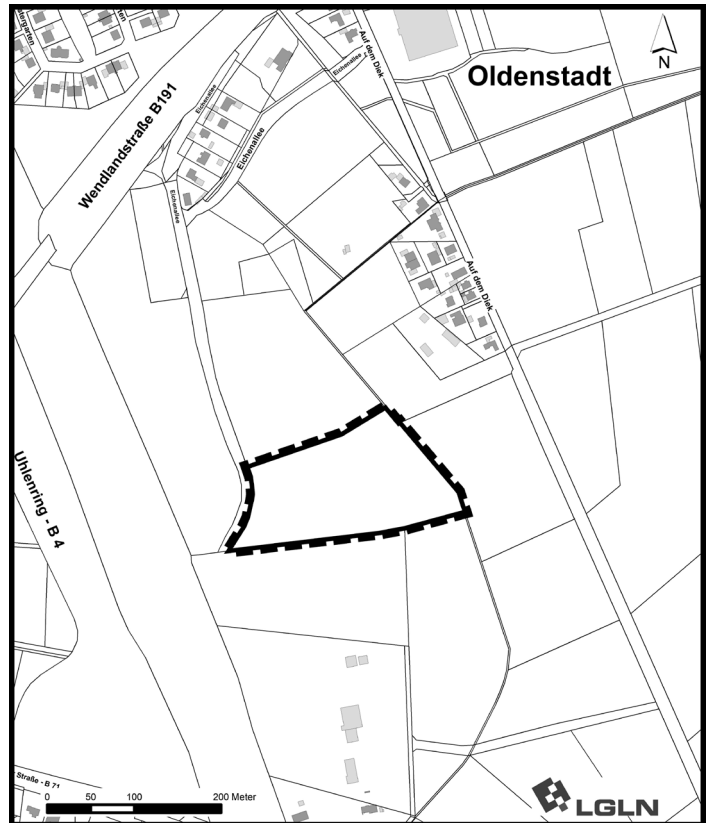 Auf dem Diek
N
Oldenstadt
Eichenallee
Wendlandstraße B191
Eichenallee
Eichenallee
Eichenallee
Auf dem Diek
Uhlenring - B 4
Straße - B 71
0 50 100 200 Meter
LGLN